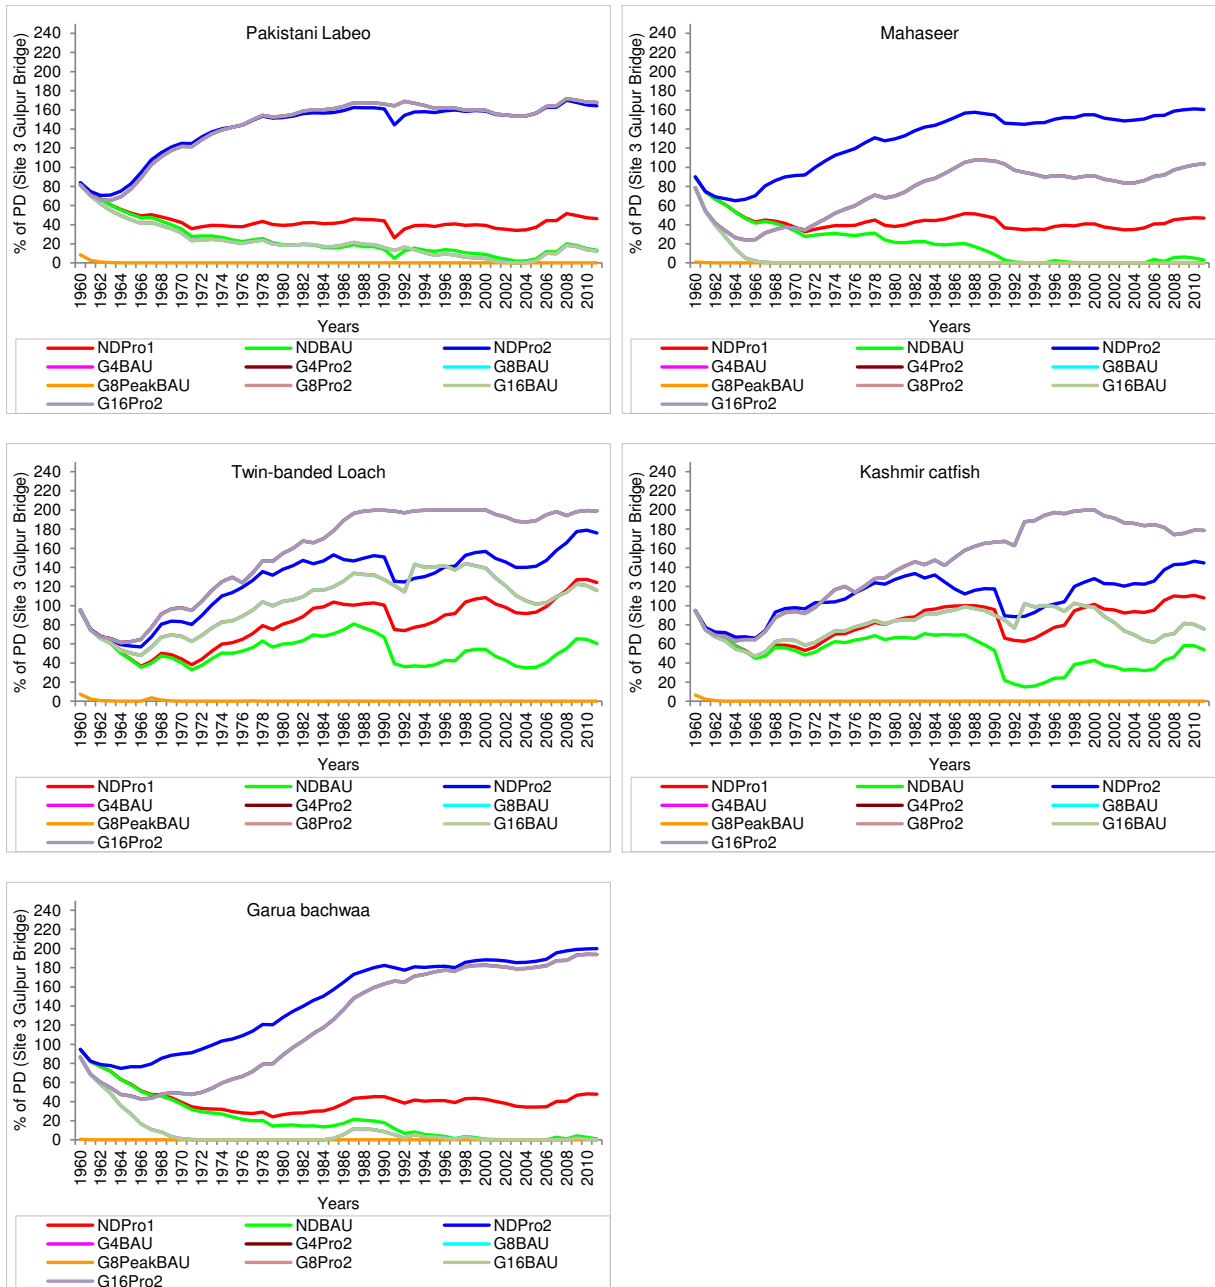 Pakistani Labeo
% of PD (Site 3 Gulpur Bridge)
240
220
200
180
160
140
120
100
80
60
40
20
0
1960 1962 1964 1966 1968 1970 1972 1974 1976 1978 1980 1982 1984 1986 1988 1990 1992 1994 1996 1998 2000 2002 2004 2006 2008 2010
Years
NDPro1 NDBAU NDPro2
G4BAU G4Pro2 G8BAU
G8PeakBAU G8Pro2 G16BAU
G16Pro2
Mahaseer
% of PD (Site 3 Gulpur Bridge)
240
220
200
180
160
140
120
100
80
60
40
20
0
1960 1962 1964 1966 1968 1970 1972 1974 1976 1978 1980 1982 1984 1986 1988 1990 1992 1994 1996 1998 2000 2002 2004 2006 2008 2010
Years
NDPro1 NDBAU NDPro2
G4BAU G4Pro2 G8BAU
G8PeakBAU G8Pro2 G16BAU
G16Pro2
Twin-banded Loach
% of PD (Site 3 Gulpur Bridge)
240
220
200
180
160
140
120
100
80
60
40
20
0
1960 1962 1964 1966 1968 1970 1972 1974 1976 1978 1980 1982 1984 1986 1988 1990 1992 1994 1996 1998 2000 2002 2004 2006 2008 2010
Years
NDPro1 NDBAU NDPro2
G4BAU G4Pro2 G8BAU
G8PeakBAU G8Pro2 G16BAU
G16Pro2
Kashmir catfish
% of PD (Site 3 Gulpur Bridge)
240
220
200
180
160
140
120
100
80
60
40
20
0
1960 1962 1964 1966 1968 1970 1972 1974 1976 1978 1980 1982 1984 1986 1988 1990 1992 1994 1996 1998 2000 2002 2004 2006 2008 2010
Years
NDPro1 NDBAU NDPro2
G4BAU G4Pro2 G8BAU
G8PeakBAU G8Pro2 G16BAU
G16Pro2
Garua bachwaa
% of PD (Site 3 Gulpur Bridge)
240
220
200
180
160
140
120
100
80
60
40
20
0
1960 1962 1964 1966 1968 1970 1972 1974 1976 1978 1980 1982 1984 1986 1988 1990 1992 1994 1996 1998 2000 2002 2004 2006 2008 2010
Years
NDPro1 NDBAU NDPro2
G4BAU G4Pro2 G8BAU
G8PeakBAU G8Pro2 G16BAU
G16Pro2